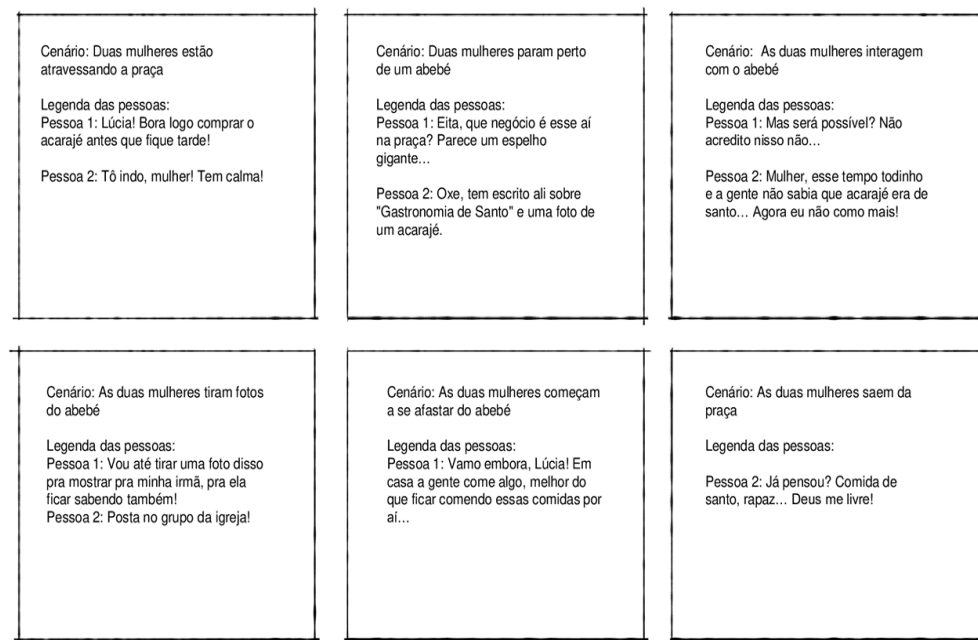 Cenário: Duas mulheres estão
atravessando a praça
Legenda das pessoas:
Pessoa 1: Lúcia! Bora logo comprar o
acarajé antes que fique tarde!
Pessoa 2: Tô indo, mulher! Tem calma!
Cenário: Duas mulheres param perto
de um abebé
Legenda das pessoas:
Pessoa 1: Eita, que negócio é esse aí
na praça? Parece um espelho
gigante...
Pessoa 2: Oxe, tem escrito ali sobre
"Gastronomia de Santo" e uma foto de
um acarajé.
Cenário:  As duas mulheres interagem
com o abebé
Legenda das pessoas:
Pessoa 1: Mas será possível? Não
acredito nisso não...
Pessoa 2: Mulher, esse tempo todinho
e a gente não sabia que acarajé era de
santo... Agora eu não como mais!
Cenário: As duas mulheres tiram fotos
do abebé
Legenda das pessoas:
Pessoa 1: Vou até tirar uma foto disso
pra mostrar pra minha irmã, pra ela
ficar sabendo também!
Pessoa 2: Posta no grupo da igreja!
Cenário: As duas mulheres começam
a se afastar do abebé
Legenda das pessoas:
Pessoa 1: Vamo embora, Lúcia! Em
casa a gente come algo, melhor do
que ficar comendo essas comidas por
aí...
Cenário: As duas mulheres saem da
praça
Legenda das pessoas:
Pessoa 2: Já pensou? Comida de
santo, rapaz... Deus me livre!